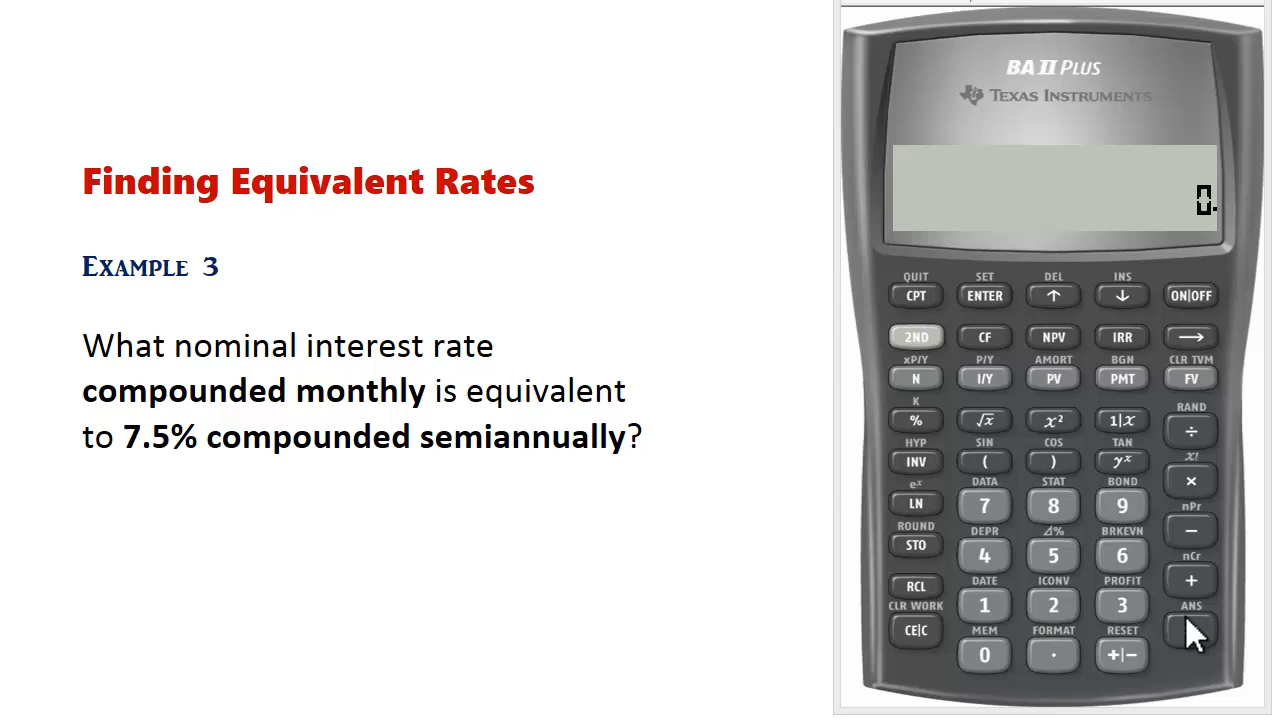 Finding Equivalent Rates
EXAMPLE 3
What nominal interest rate
compounded monthly is equivalent
to 7.5% compounded semiannually?
BA II PLUS
TEXAS INSTRUMENTS
0.
QUIT SET DEL INS
CPT ENTER ↑ ↓ ON|OFF
2ND CF NPV IRR →
xP/Y P/Y AMORT BGN CLR TVM
N I/Y PV PMT FV
K RAND
% √x x² 1|x ÷
HYP SIN COS TAN x!
INV ( ) yˣ ×
eˣ DATA STAT BOND nPr
LN 7 8 9 −
ROUND DEPR Δ% BRKEVN nCr
STO 4 5 6 +
DATE ICONV PROFIT ANS
RCL 1 2 3
CLR WORK MEM FORMAT RESET
CE|C 0 . +|−